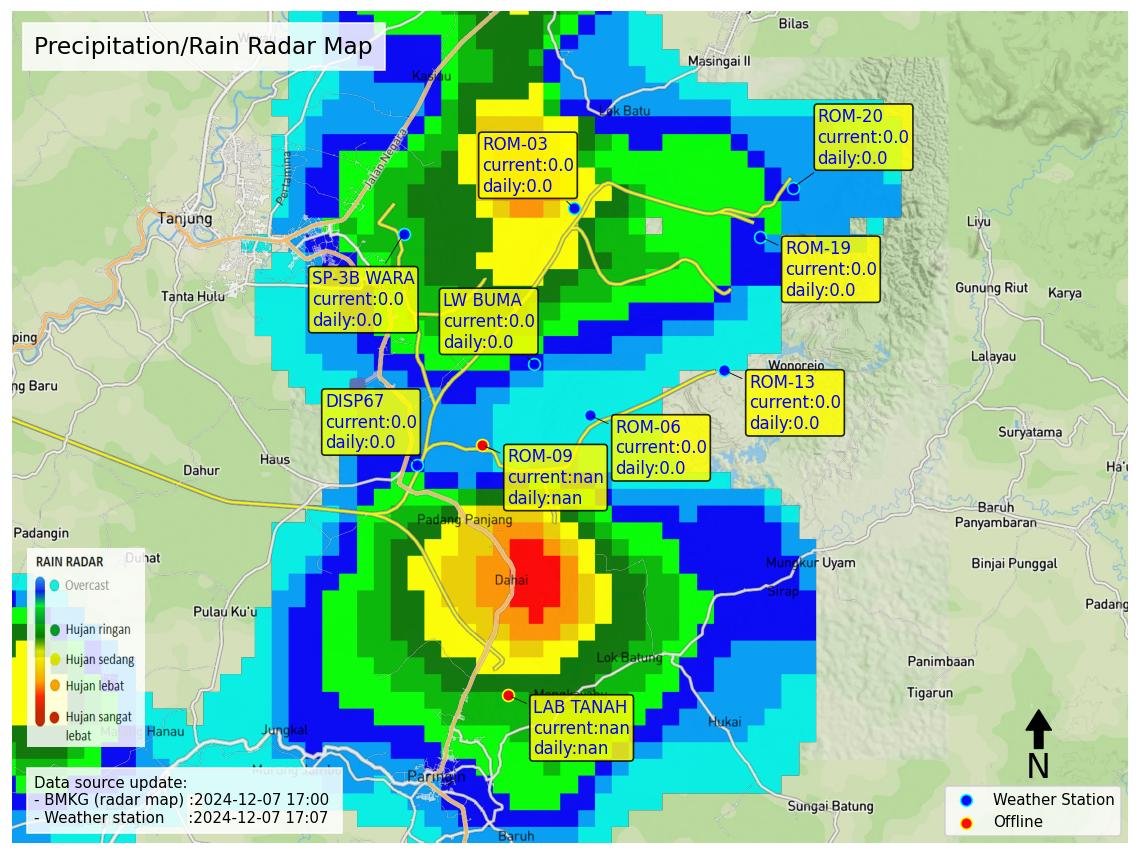 Precipitation/Rain Radar Map
Bilas
Masingai II
Kasiau
Lok Batu
Jalan Nepara
Pertamina
ROM-20
current:0.0
daily:0.0
ROM-03
current:0.0
daily:0.0
Tanjung
Liyu
ROM-19
current:0.0
daily:0.0
SP-3B WARA
current:0.0
daily:0.0
Tanta Hulu
LW BUMA
current:0.0
daily:0.0
Gunung Riut
Karya
ping
Lalayau
Wonorejo
ng Baru
ROM-13
current:0.0
daily:0.0
DISP67
current:0.0
daily:0.0
ROM-06
current:0.0
daily:0.0
Suryatama
Haus
Dahur
ROM-09
current:nan
daily:nan
Ha'u
Baruh
Panyambaran
Padang Panjang
Padangin
Duhat
Mungkur Uyam
Binjai Punggal
Dahai
Sirap
Padang
Pulau Ku'u
RAIN RADAR
Overcast
Hujan ringan
Hujan sedang
Hujan lebat
Hujan sangat
lebat
Lok Batung
Panimbaan
Tigarun
LAB TANAH
current:nan
daily:nan
Hanau
Jungkal
Hukai
Paringin
Sungai Batung
Baruh
Data source update:
- BMKG (radar map) :2024-12-07 17:00
- Weather station :2024-12-07 17:07
N
Weather Station
Offline